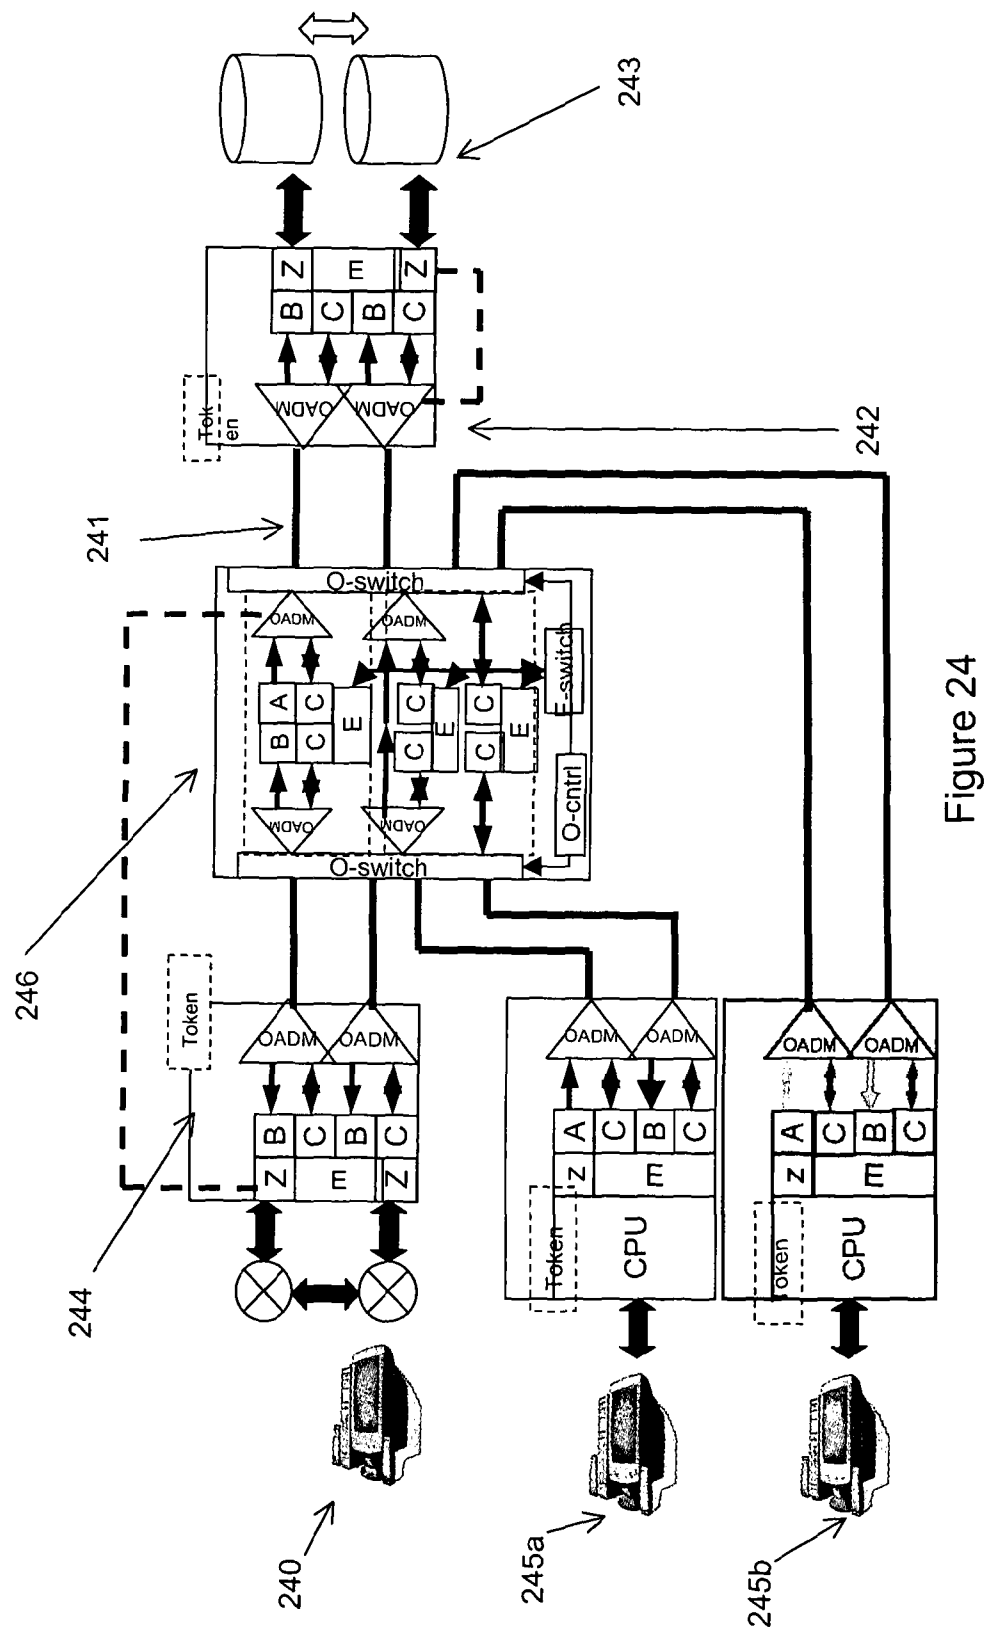 243
Z
E
Z
B
C
B
C
OADM
OADM
Tok
en
242
241
O-switch
OADM
OADM
A
C
B
C
E
C
C
E
C
C
E
E-switch
O-cntrl
OADM
OADM
O-switch
246
Token
OADM
OADM
B
C
B
C
Z
E
Z
244
240
OADM
OADM
A
C
B
C
z
E
Token
CPU
245a
OADM
OADM
A
C
B
C
z
E
Token
CPU
245b
Figure 24